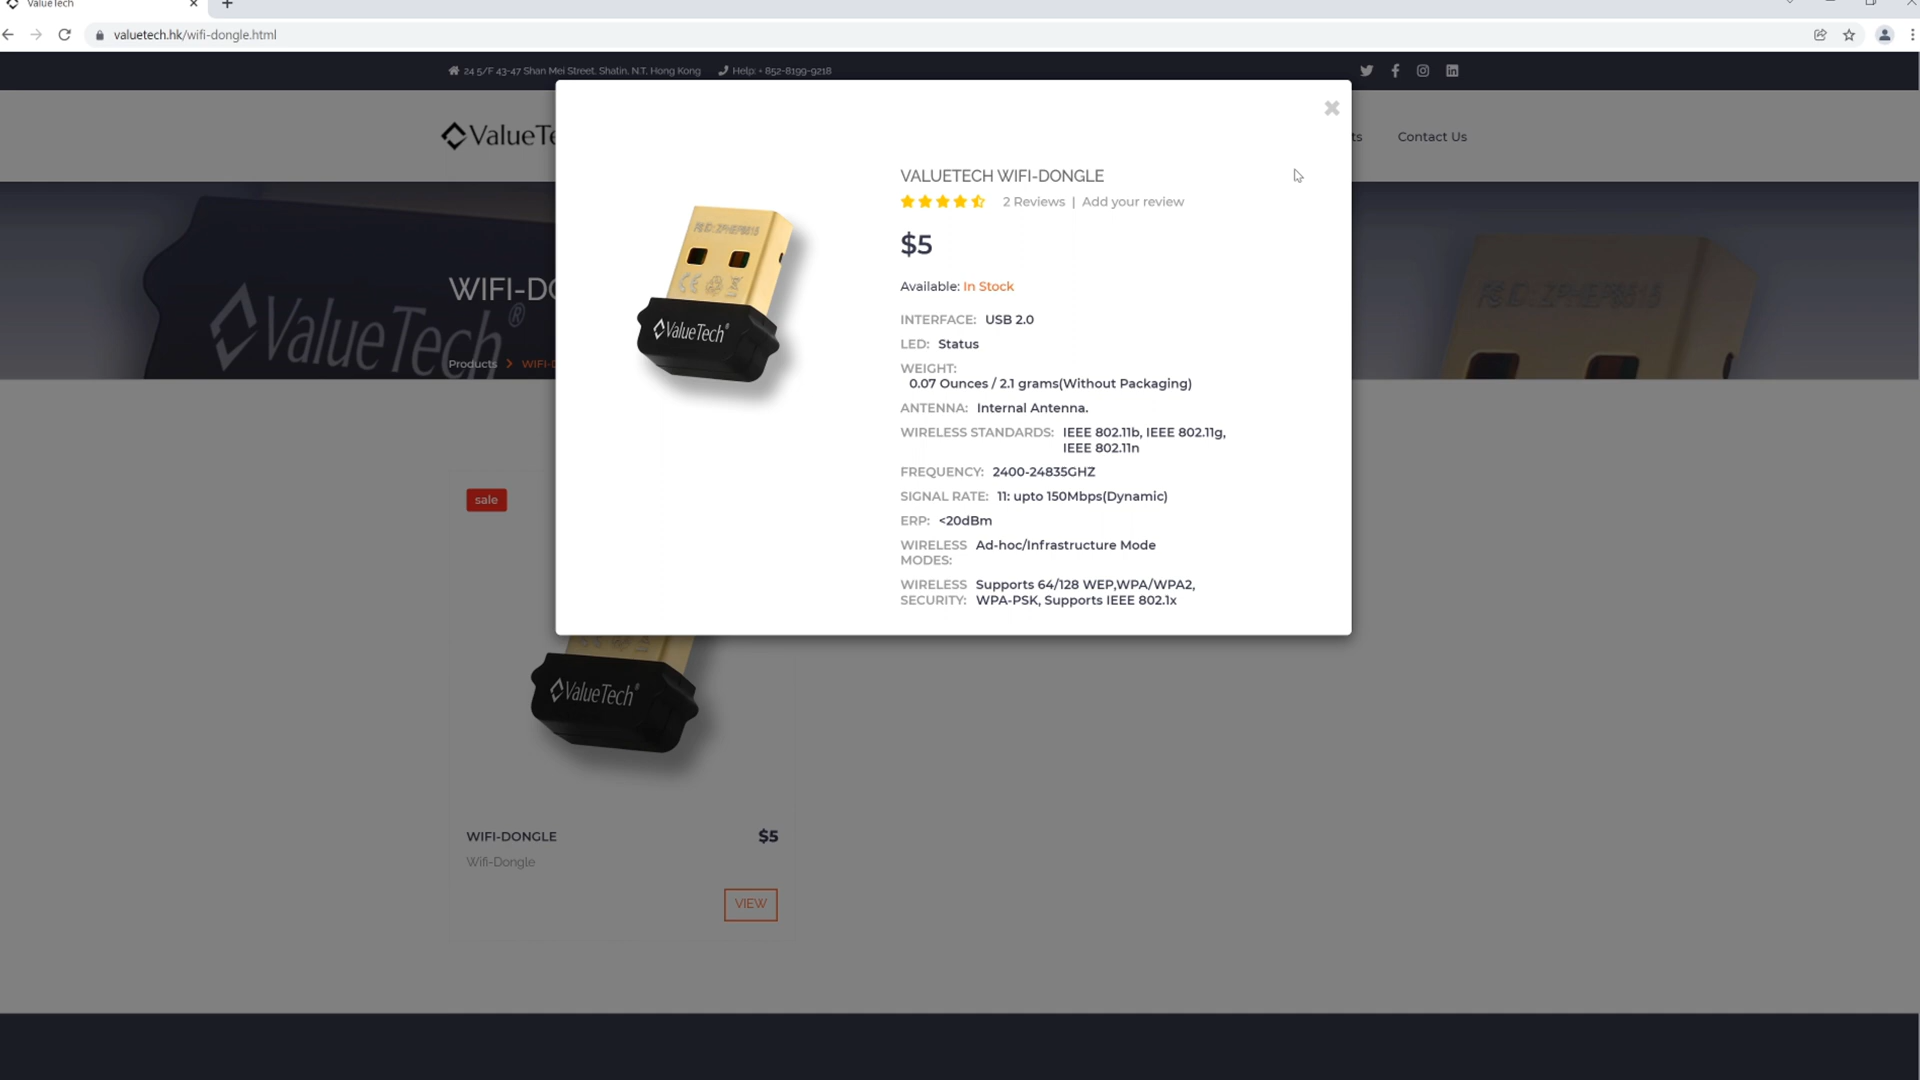 ValueTech
valuetech.hk/wifi-dongle.html
24 5/F 43-47 Shan Mei Street, Shatin, N.T, Hong Kong
Help: + 852-8199-9218
ValueTe
ts
Contact Us
VALUETECH WIFI-DONGLE
2 Reviews | Add your review
$5
Available: In Stock
INTERFACE: USB 2.0
LED: Status
WEIGHT:
0.07 Ounces / 2.1 grams(Without Packaging)
ANTENNA: Internal Antenna.
WIRELESS STANDARDS: IEEE 802.11b, IEEE 802.11g,
IEEE 802.11n
FREQUENCY: 2400-24835GHZ
SIGNAL RATE: 11: upto 150Mbps(Dynamic)
ERP: <20dBm
WIRELESS MODES: Ad-hoc/Infrastructure Mode
WIRELESS SECURITY: Supports 64/128 WEP,WPA/WPA2,
WPA-PSK, Supports IEEE 802.1x
ValueTech®
WIFI-DO
ValueTech®
Products > WIFI-D
sale
ValueTech®
WIFI-DONGLE
$5
Wifi-Dongle
VIEW